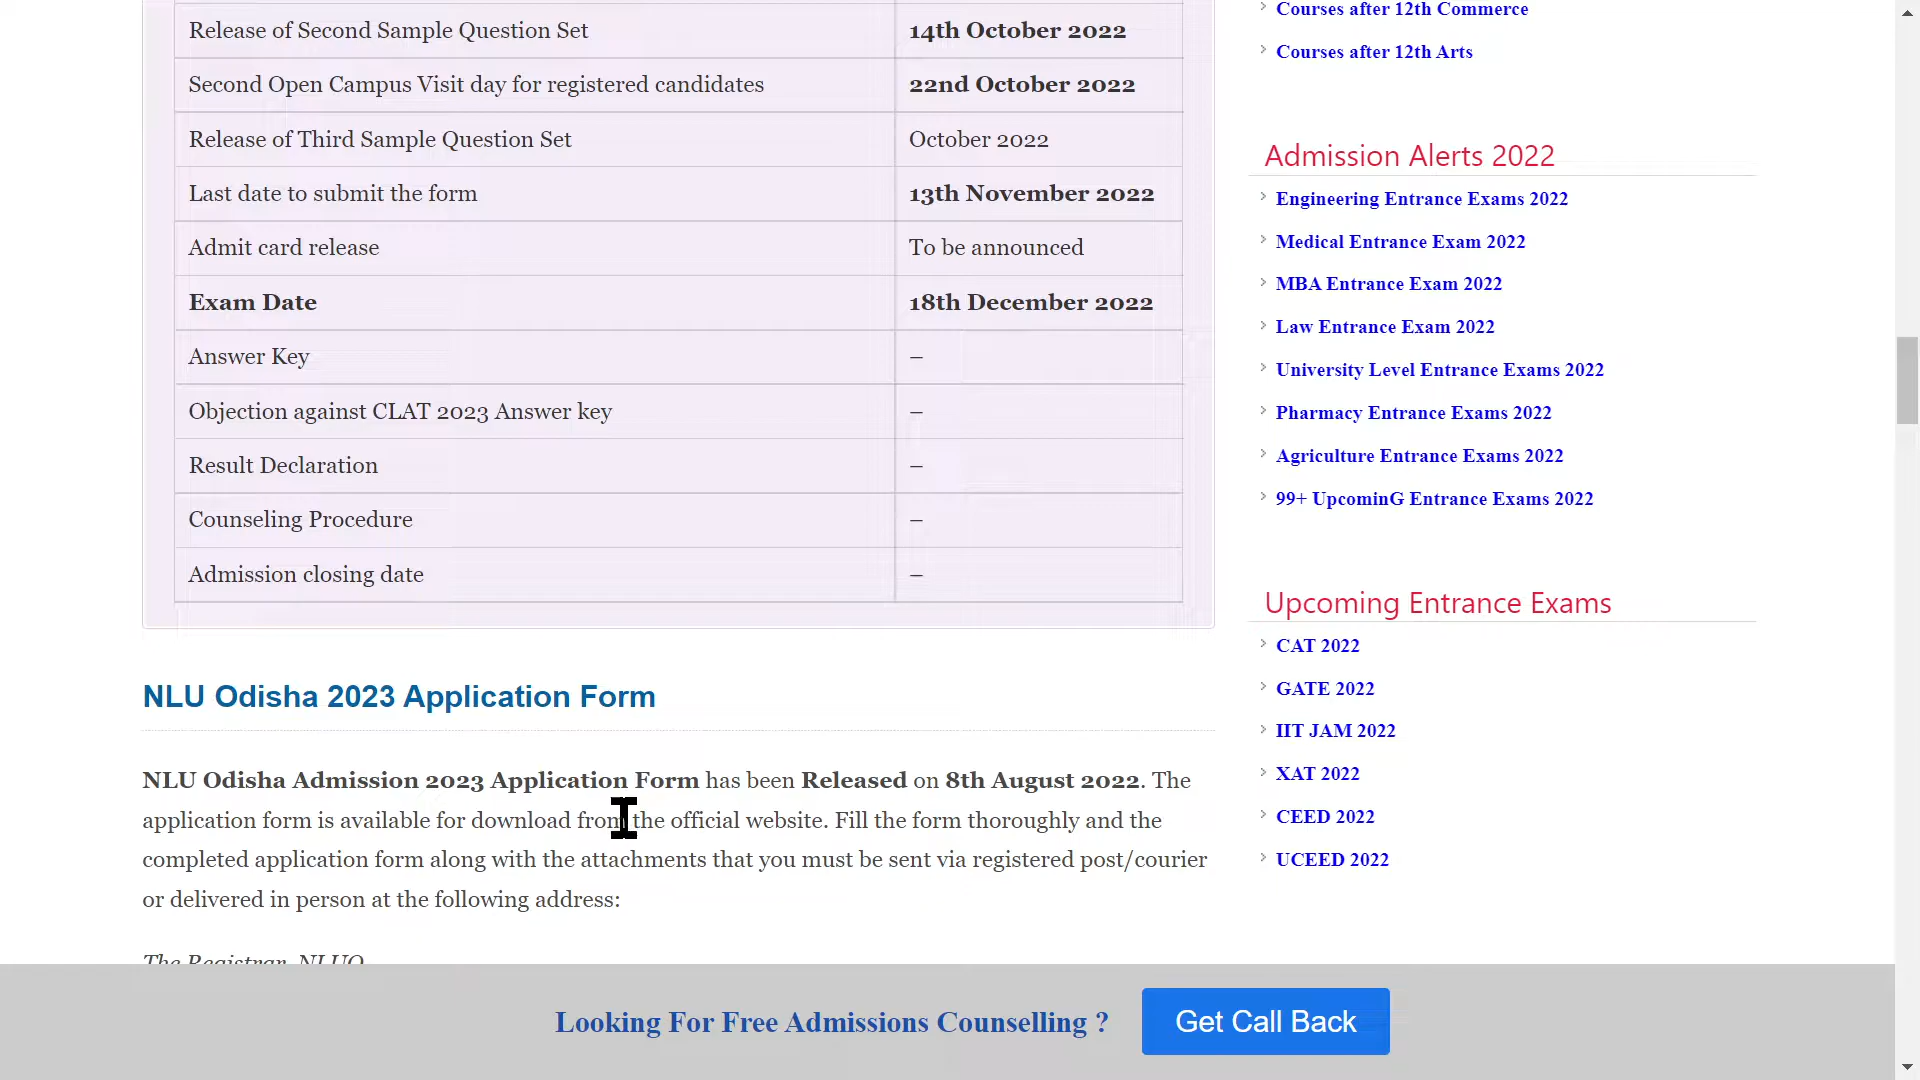 Release of Second Sample Question Set 14th October 2022
Second Open Campus Visit day for registered candidates 22nd October 2022
Release of Third Sample Question Set October 2022
Last date to submit the form 13th November 2022
Admit card release To be announced
Exam Date 18th December 2022
Answer Key –
Objection against CLAT 2023 Answer key –
Result Declaration –
Counseling Procedure –
Admission closing date –
NLU Odisha 2023 Application Form
NLU Odisha Admission 2023 Application Form has been Released on 8th August 2022. The
application form is available for download from the official website. Fill the form thoroughly and the
completed application form along with the attachments that you must be sent via registered post/courier
or delivered in person at the following address:
The Registrar, NLUO
Courses after 12th Commerce
Courses after 12th Arts
Admission Alerts 2022
Engineering Entrance Exams 2022
Medical Entrance Exam 2022
MBA Entrance Exam 2022
Law Entrance Exam 2022
University Level Entrance Exams 2022
Pharmacy Entrance Exams 2022
Agriculture Entrance Exams 2022
99+ UpcominG Entrance Exams 2022
Upcoming Entrance Exams
CAT 2022
GATE 2022
IIT JAM 2022
XAT 2022
CEED 2022
UCEED 2022
Looking For Free Admissions Counselling ? Get Call Back